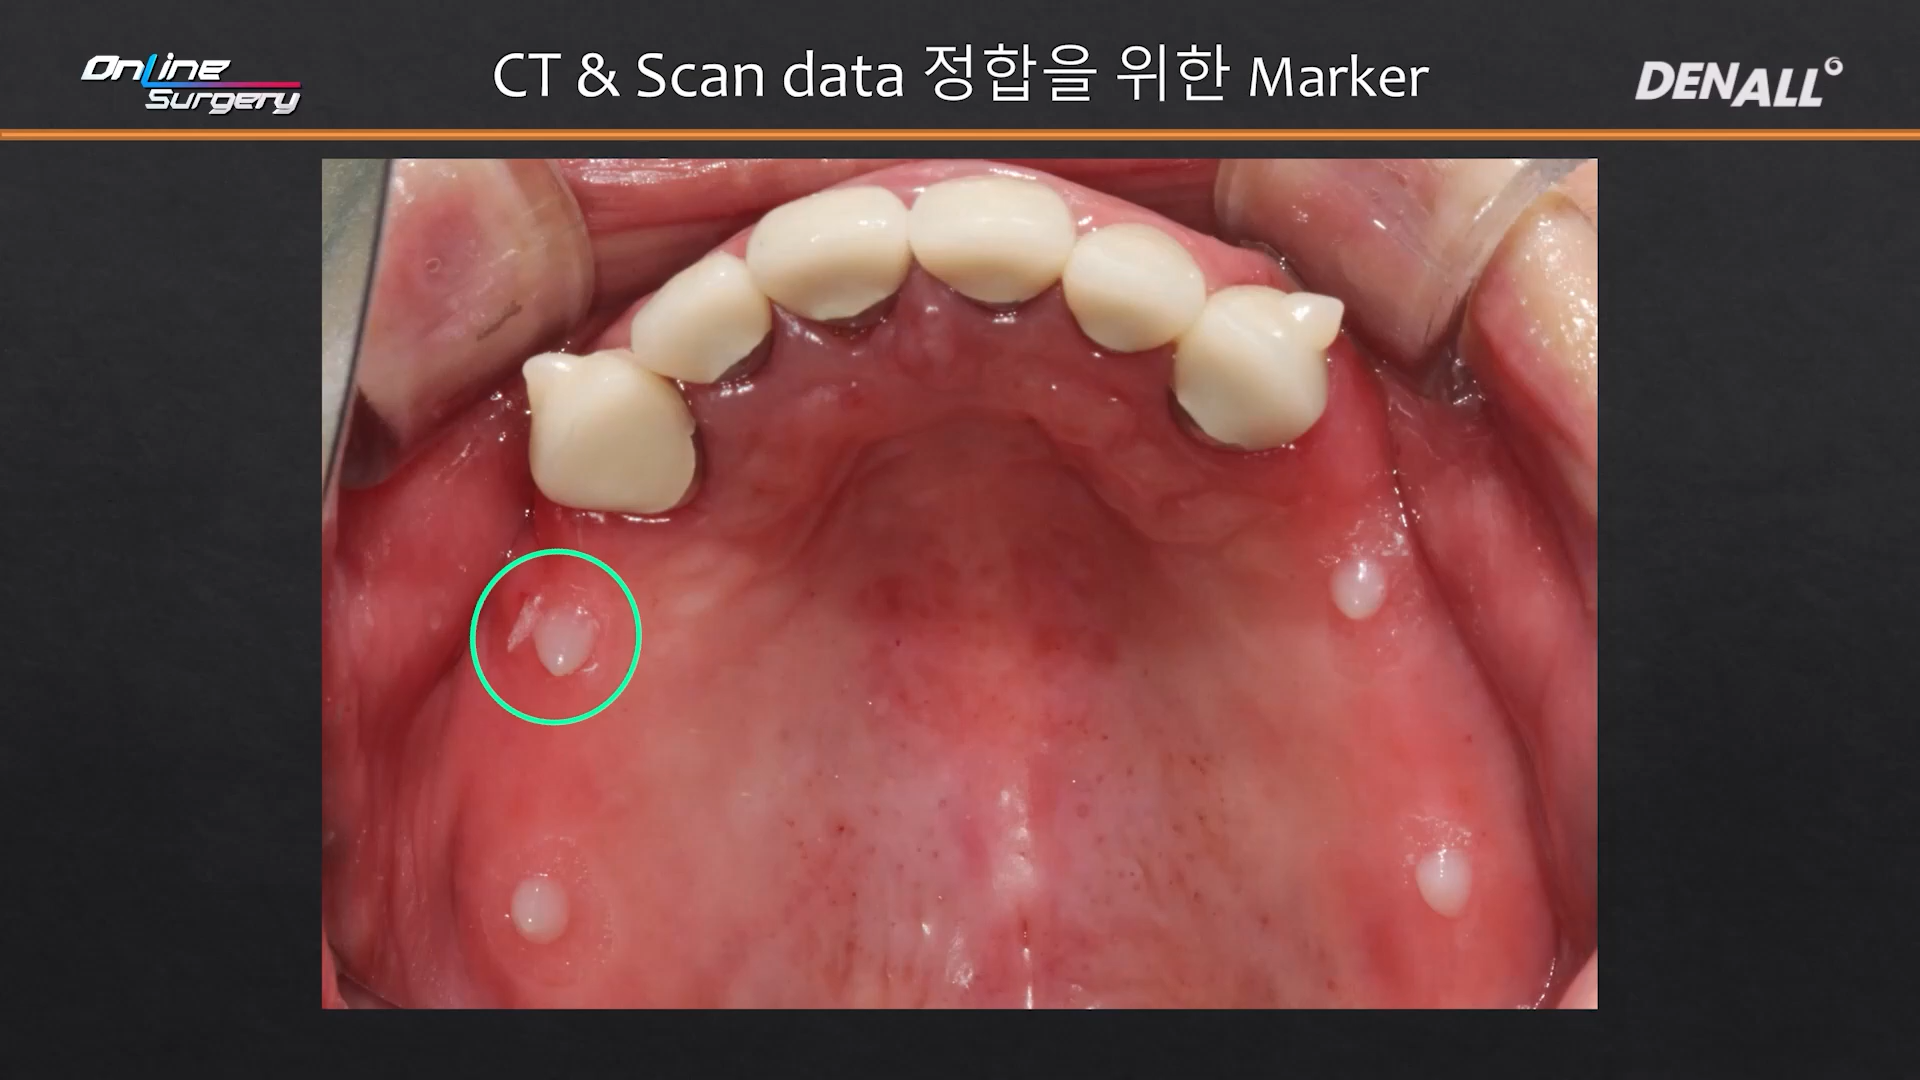 OnLine
Surgery
CT & Scan data 정합을 위한 Marker
DENALL